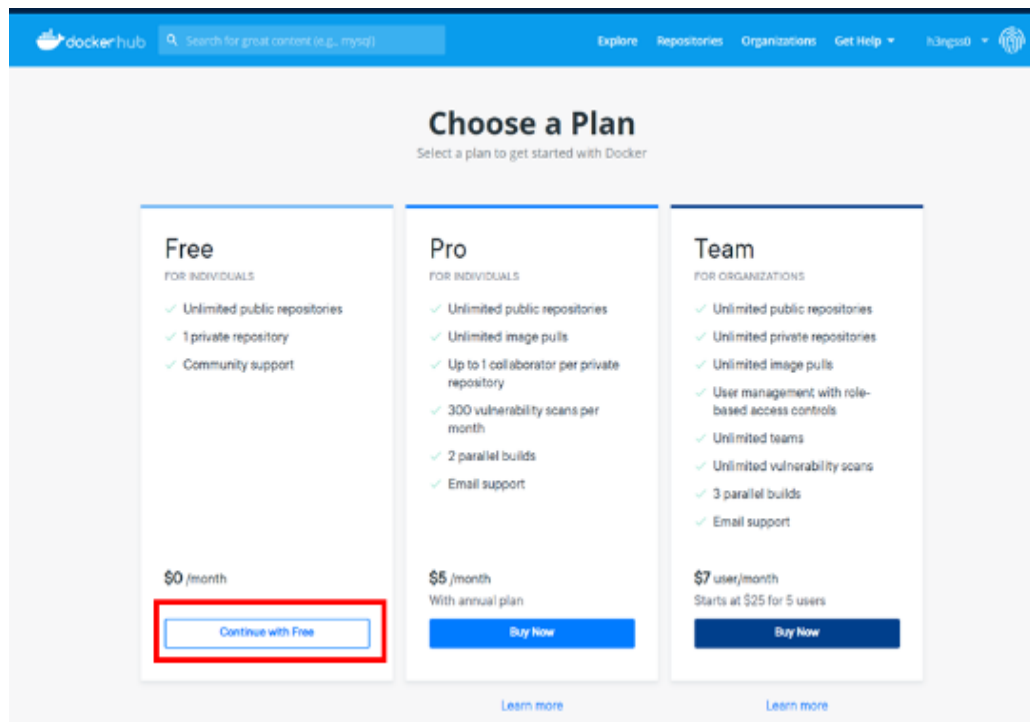 dockerhub
Search for great content (e.g., mysql)
Explore
Repositories
Organizations
Get Help
h3ngss0
Choose a Plan
Select a plan to get started with Docker
Free
FOR INDIVIDUALS
Unlimited public repositories
1 private repository
Community support
$0 /month
Continue with Free
Pro
FOR INDIVIDUALS
Unlimited public repositories
Unlimited image pulls
Up to 1 collaborator per private
repository
300 vulnerability scans per
month
2 parallel builds
Email support
$5 /month
With annual plan
Buy Now
Learn more
Team
FOR ORGANIZATIONS
Unlimited public repositories
Unlimited private repositories
Unlimited image pulls
User management with role-
based access controls
Unlimited teams
Unlimited vulnerability scans
3 parallel builds
Email support
$7 user/month
Starts at $25 for 5 users
Buy Now
Learn more